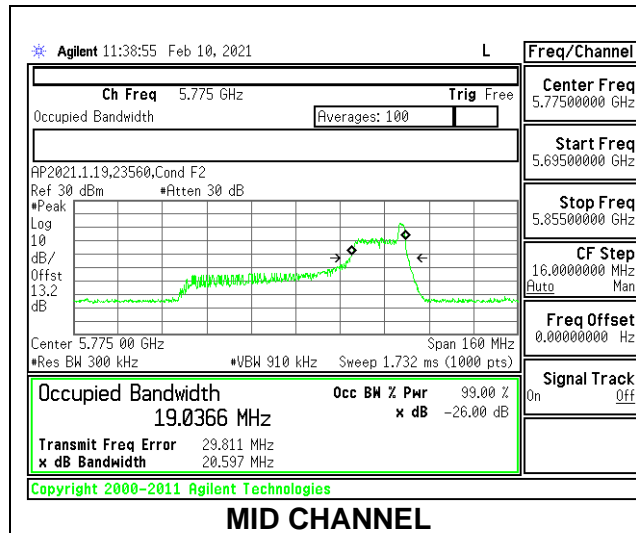 Agilent 11:38:55 Feb 10, 2021 L
Freq/Channel
Ch Freq 5.775 GHz Trig Free
Occupied Bandwidth Averages: 100
AP2021.1.19,23560,Cond F2
Ref 30 dBm #Atten 30 dB
#Peak
Log
10
dB/
Offst
13.2
dB
Center 5.775 00 GHz Span 160 MHz
#Res BW 300 kHz #VBW 910 kHz Sweep 1.732 ms (1000 pts)
Occupied Bandwidth Occ BW % Pwr 99.00 %
19.0366 MHz x dB -26.00 dB
Transmit Freq Error 29.811 MHz
x dB Bandwidth 20.597 MHz
Copyright 2000-2011 Agilent Technologies
Center Freq
5.77500000 GHz
Start Freq
5.69500000 GHz
Stop Freq
5.85500000 GHz
CF Step
16.0000000 MHz
Auto Man
Freq Offset
0.00000000 Hz
Signal Track
On Off
MID CHANNEL